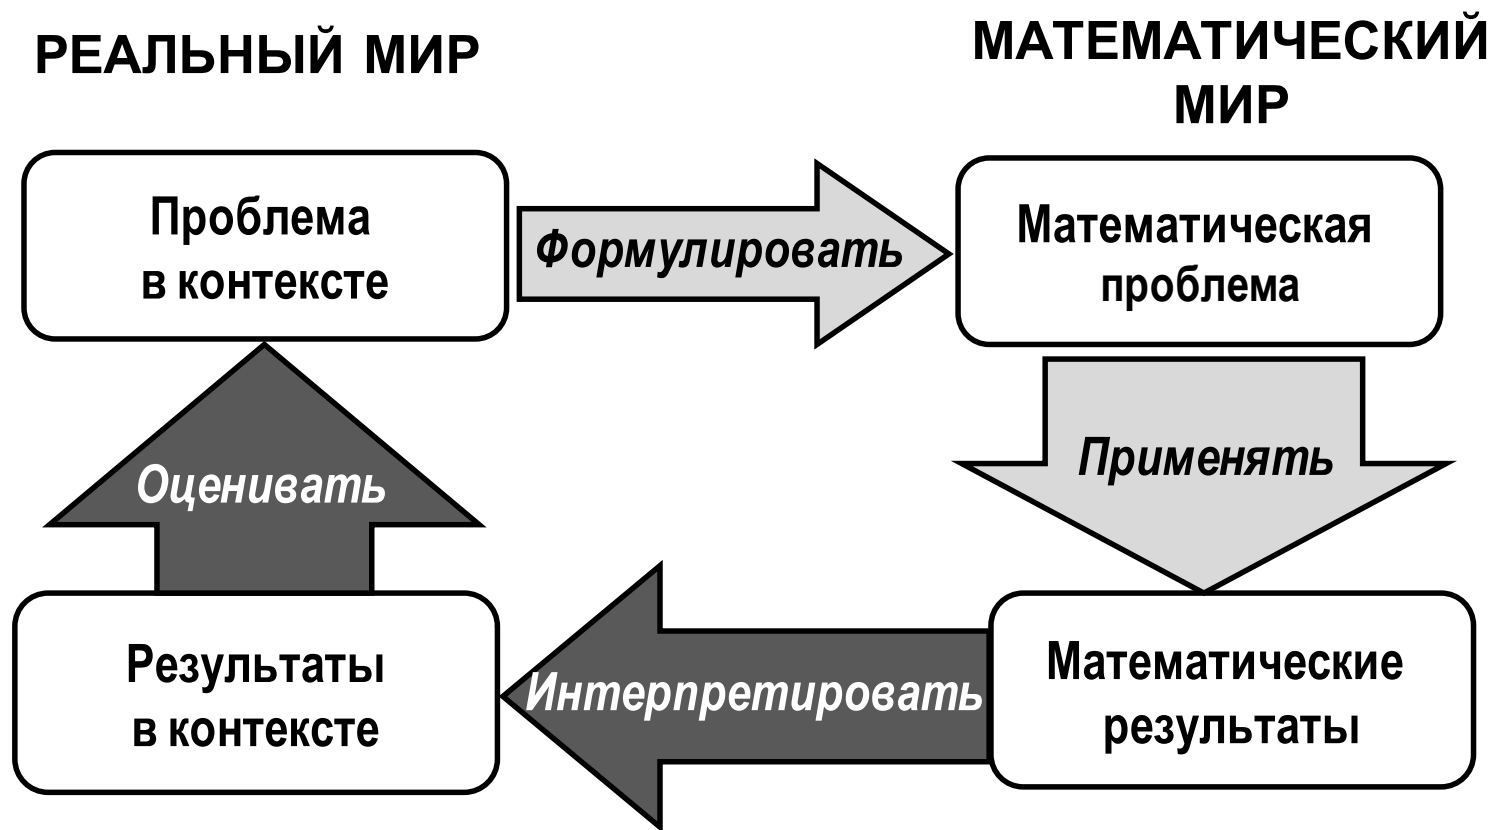 РЕАЛЬНЫЙ МИР
МАТЕМАТИЧЕСКИЙ
МИР
Проблема
в контексте
Формулировать
Математическая
проблема
Применять
Оценивать
Результаты
в контексте
Интерпретировать
Математические
результаты